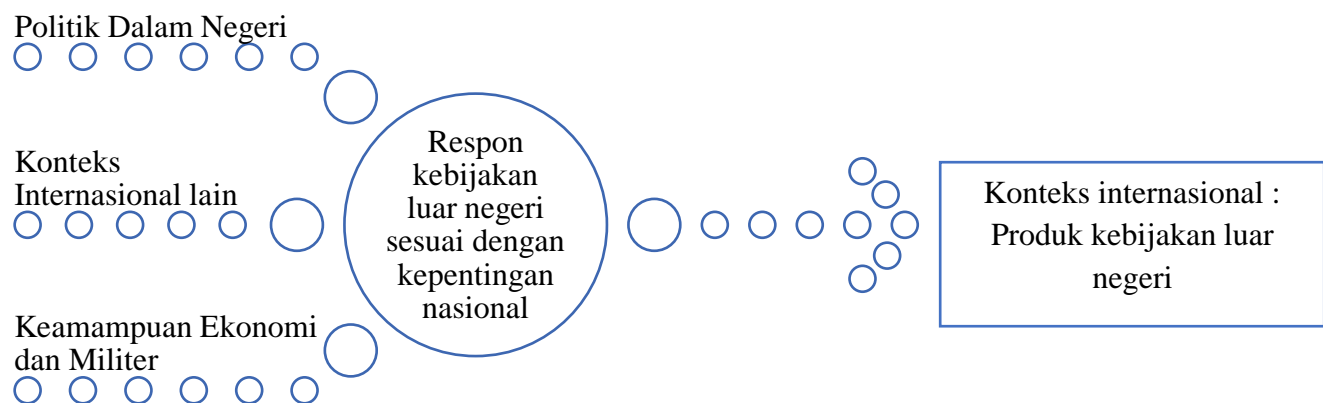 Politik Dalam Negeri
Konteks
Internasional lain
Keamampuan Ekonomi
dan Militer
Respon
kebijakan
luar negeri
sesuai dengan
kepentingan
nasional
Konteks internasional :
Produk kebijakan luar
negeri